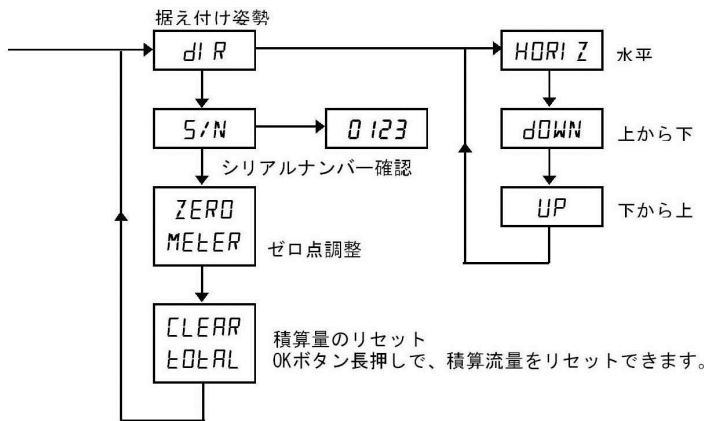 据え付け姿勢
dIR
HORIZ
水平
S/N
0123
dOWN
上から下
シリアルナンバー確認
ZERO
MEtER
ゼロ点調整
UP
下から上
CLEAR
tOtAL
積算量のリセット
OKボタン長押しで、積算流量をリセットできます。